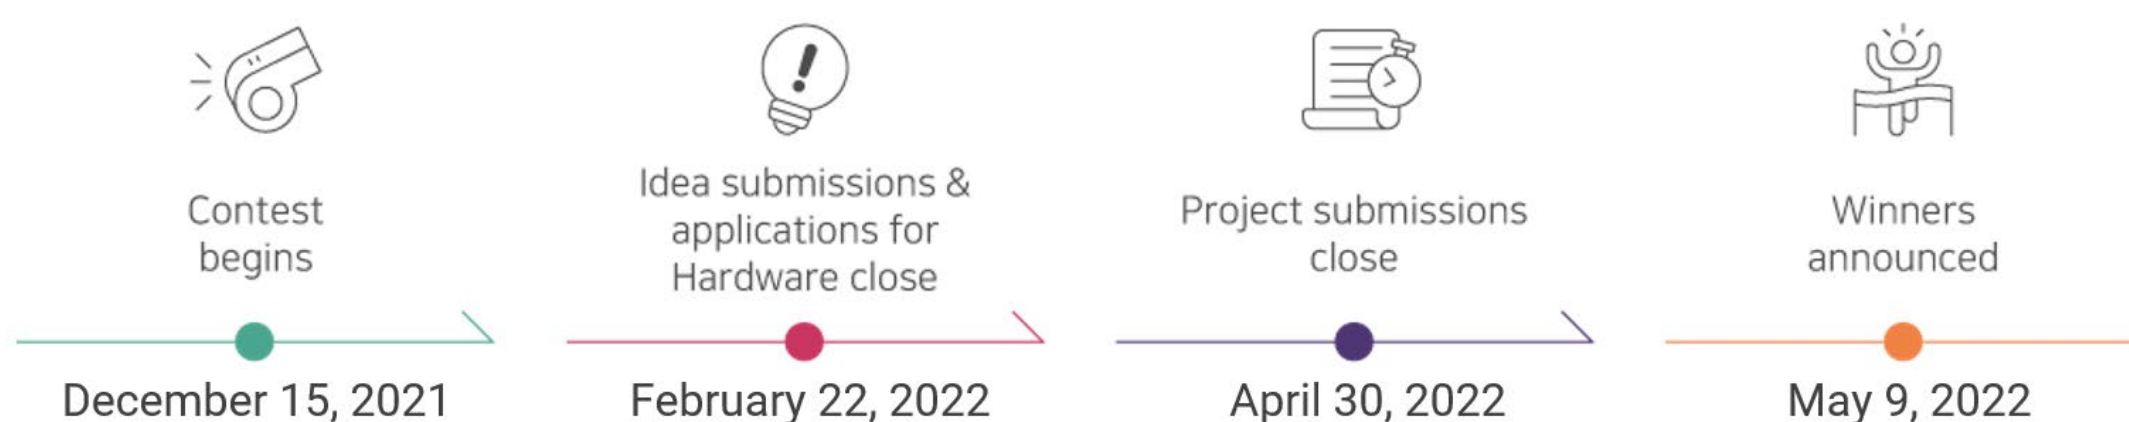 Contest
begins
December 15, 2021
Idea submissions &
applications for
Hardware close
February 22, 2022
Project submissions
close
April 30, 2022
Winners
announced
May 9, 2022